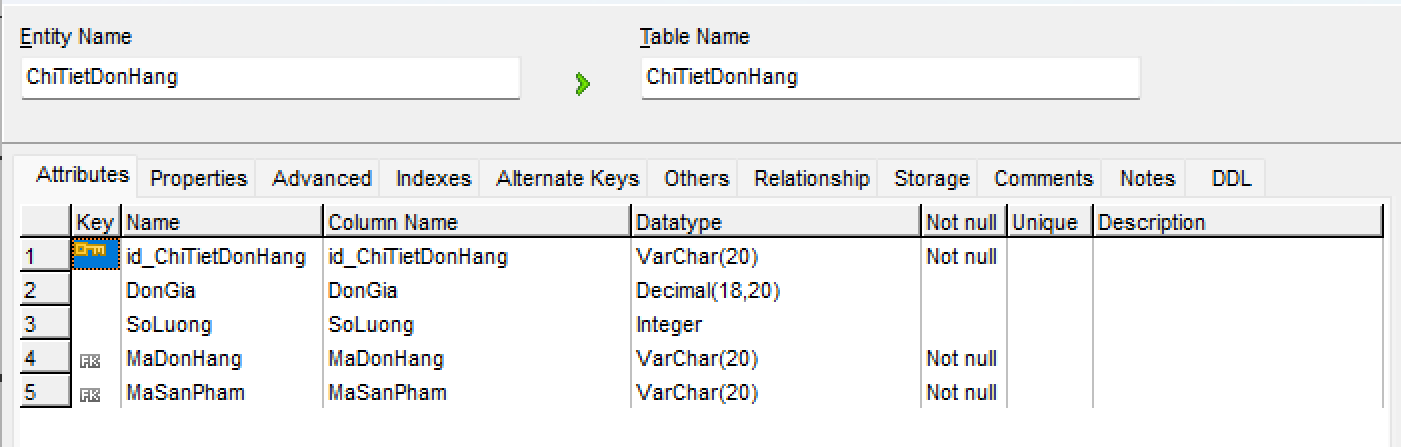 Entity Name Table Name
ChiTietDonHang ChiTietDonHang
Attributes Properties Advanced Indexes Alternate Keys Others Relationship Storage Comments Notes DDL
Key Name Column Name Datatype Not null Unique Description
1 id_ChiTietDonHang id_ChiTietDonHang VarChar(20) Not null
2 DonGia DonGia Decimal(18,20)
3 SoLuong SoLuong Integer
4 FK MaDonHang MaDonHang VarChar(20) Not null
5 FK MaSanPham MaSanPham VarChar(20) Not null